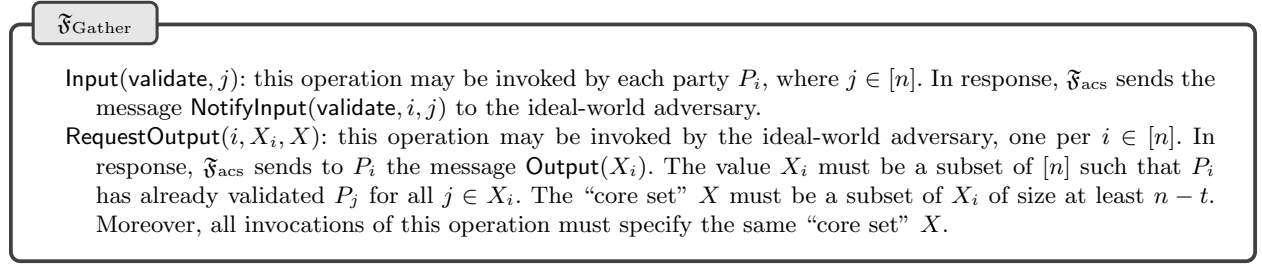 𝔉Gather
Input(validate, j): this operation may be invoked by each party Pᵢ, where j ∈ [n]. In response, 𝔉acs sends the
message NotifyInput(validate, i, j) to the ideal-world adversary.
RequestOutput(i, Xᵢ, X): this operation may be invoked by the ideal-world adversary, one per i ∈ [n]. In
response, 𝔉acs sends to Pᵢ the message Output(Xᵢ). The value Xᵢ must be a subset of [n] such that Pᵢ
has already validated Pⱼ for all j ∈ Xᵢ. The “core set” X must be a subset of Xᵢ of size at least n − t.
Moreover, all invocations of this operation must specify the same “core set” X.